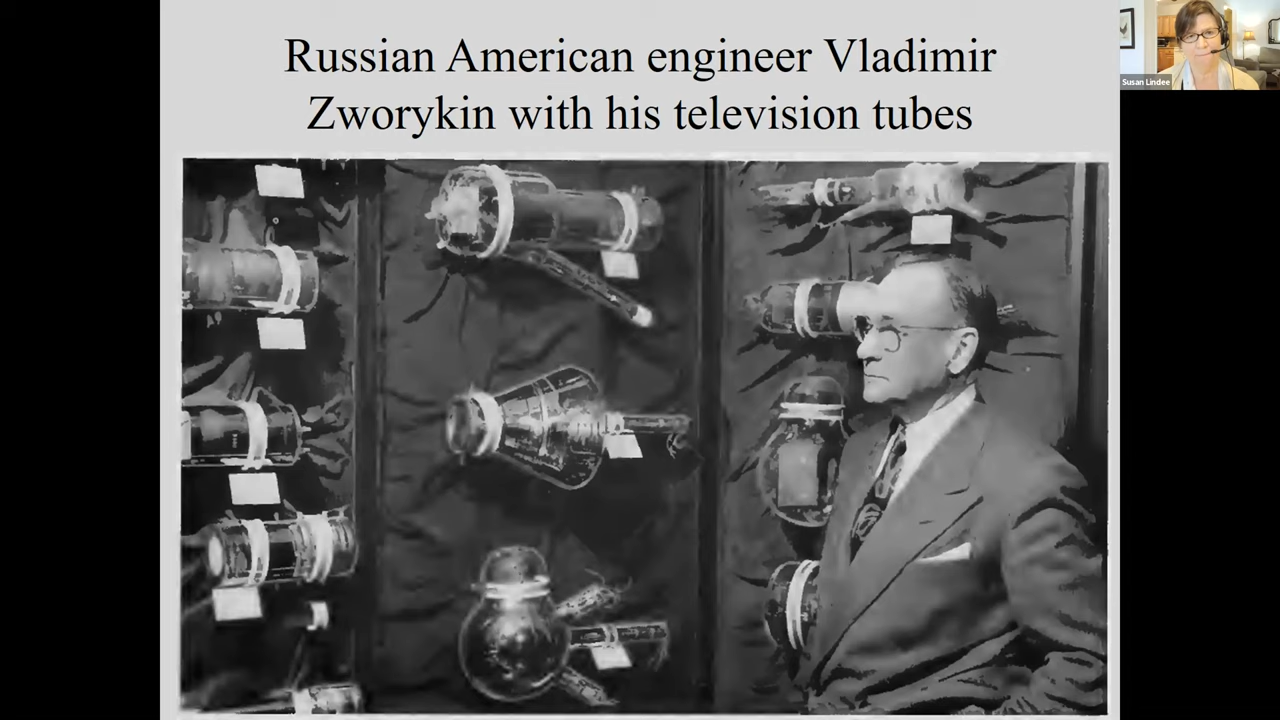 Russian American engineer Vladimir
Zworykin with his television tubes
Susan Lindee